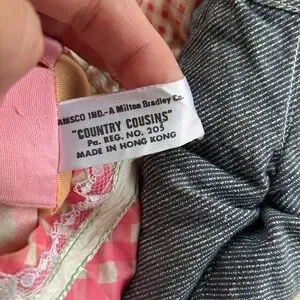 AMSCO IND.-A Milton Bradley Co.
"COUNTRY COUSINS"
Pa. REG. NO. 205
MADE IN HONG KONG